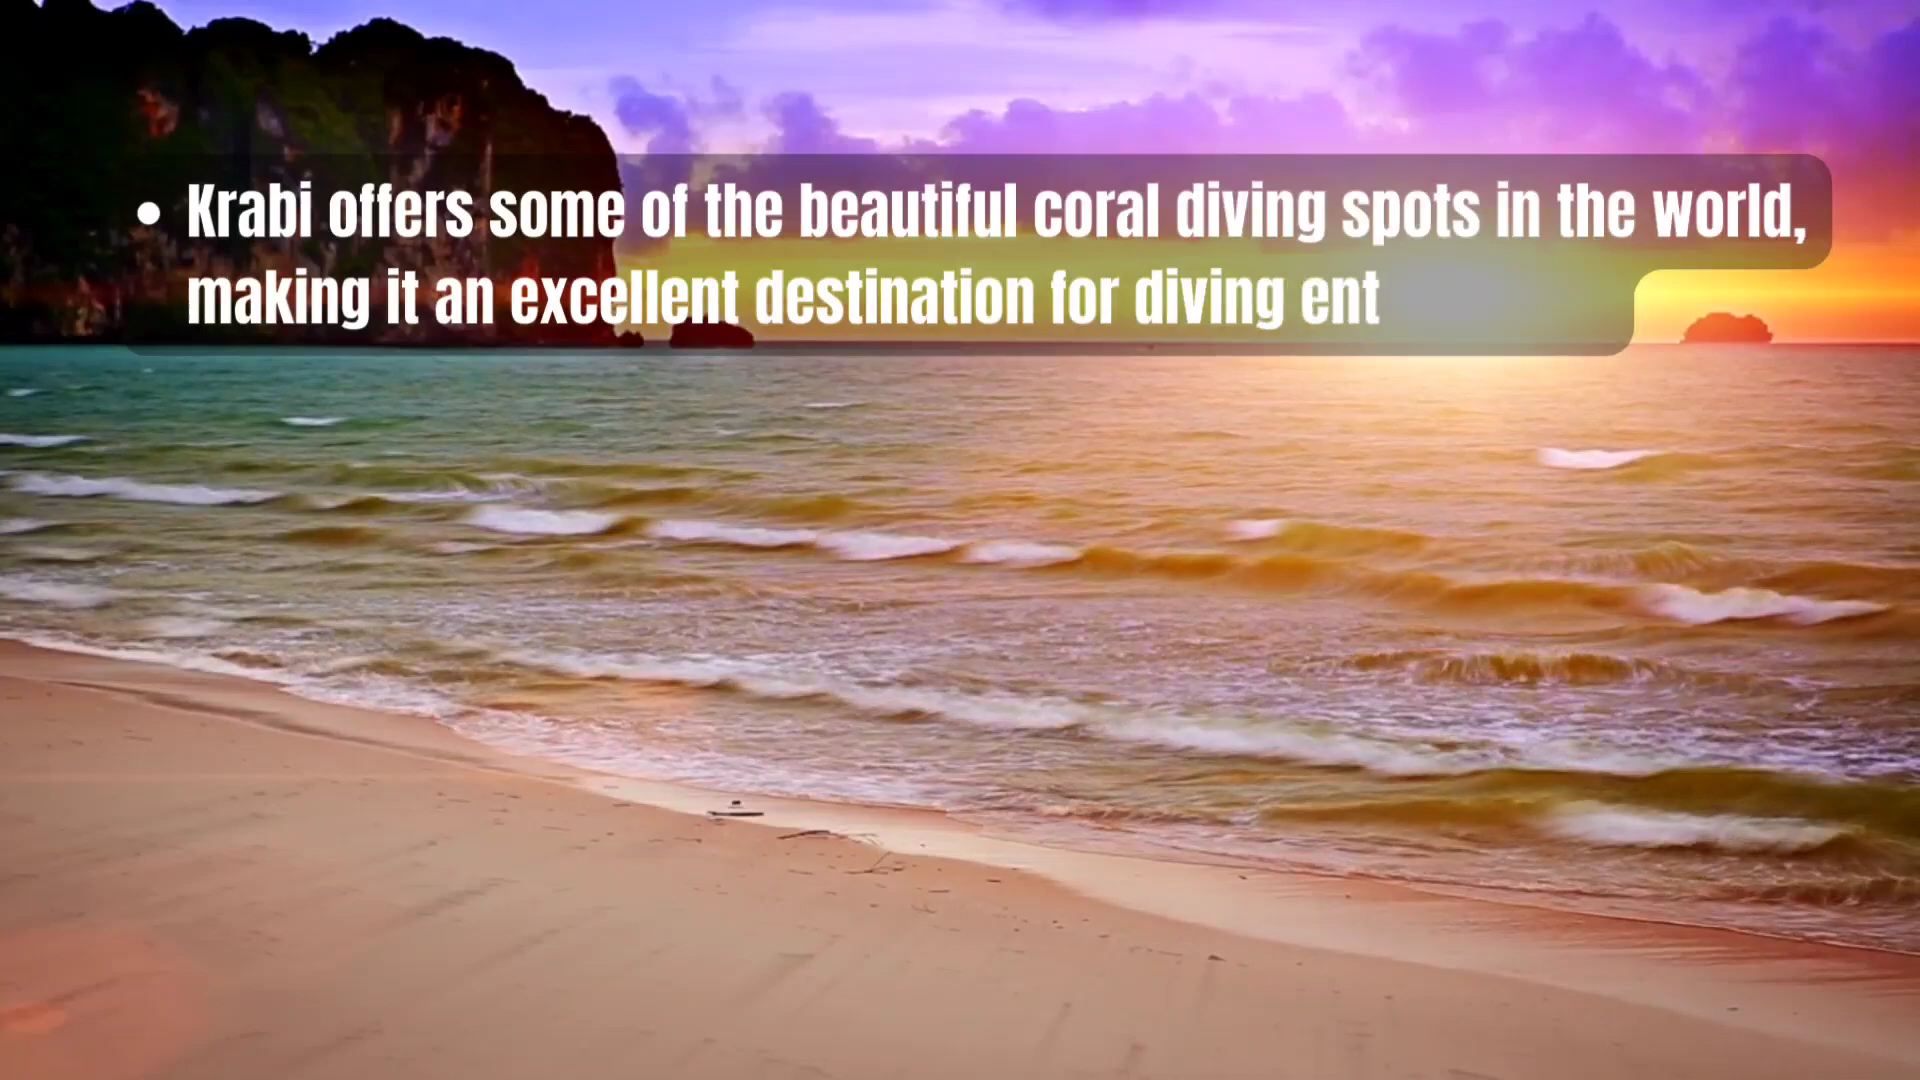 • Krabi offers some of the beautiful coral diving spots in the world,
making it an excellent destination for diving ent